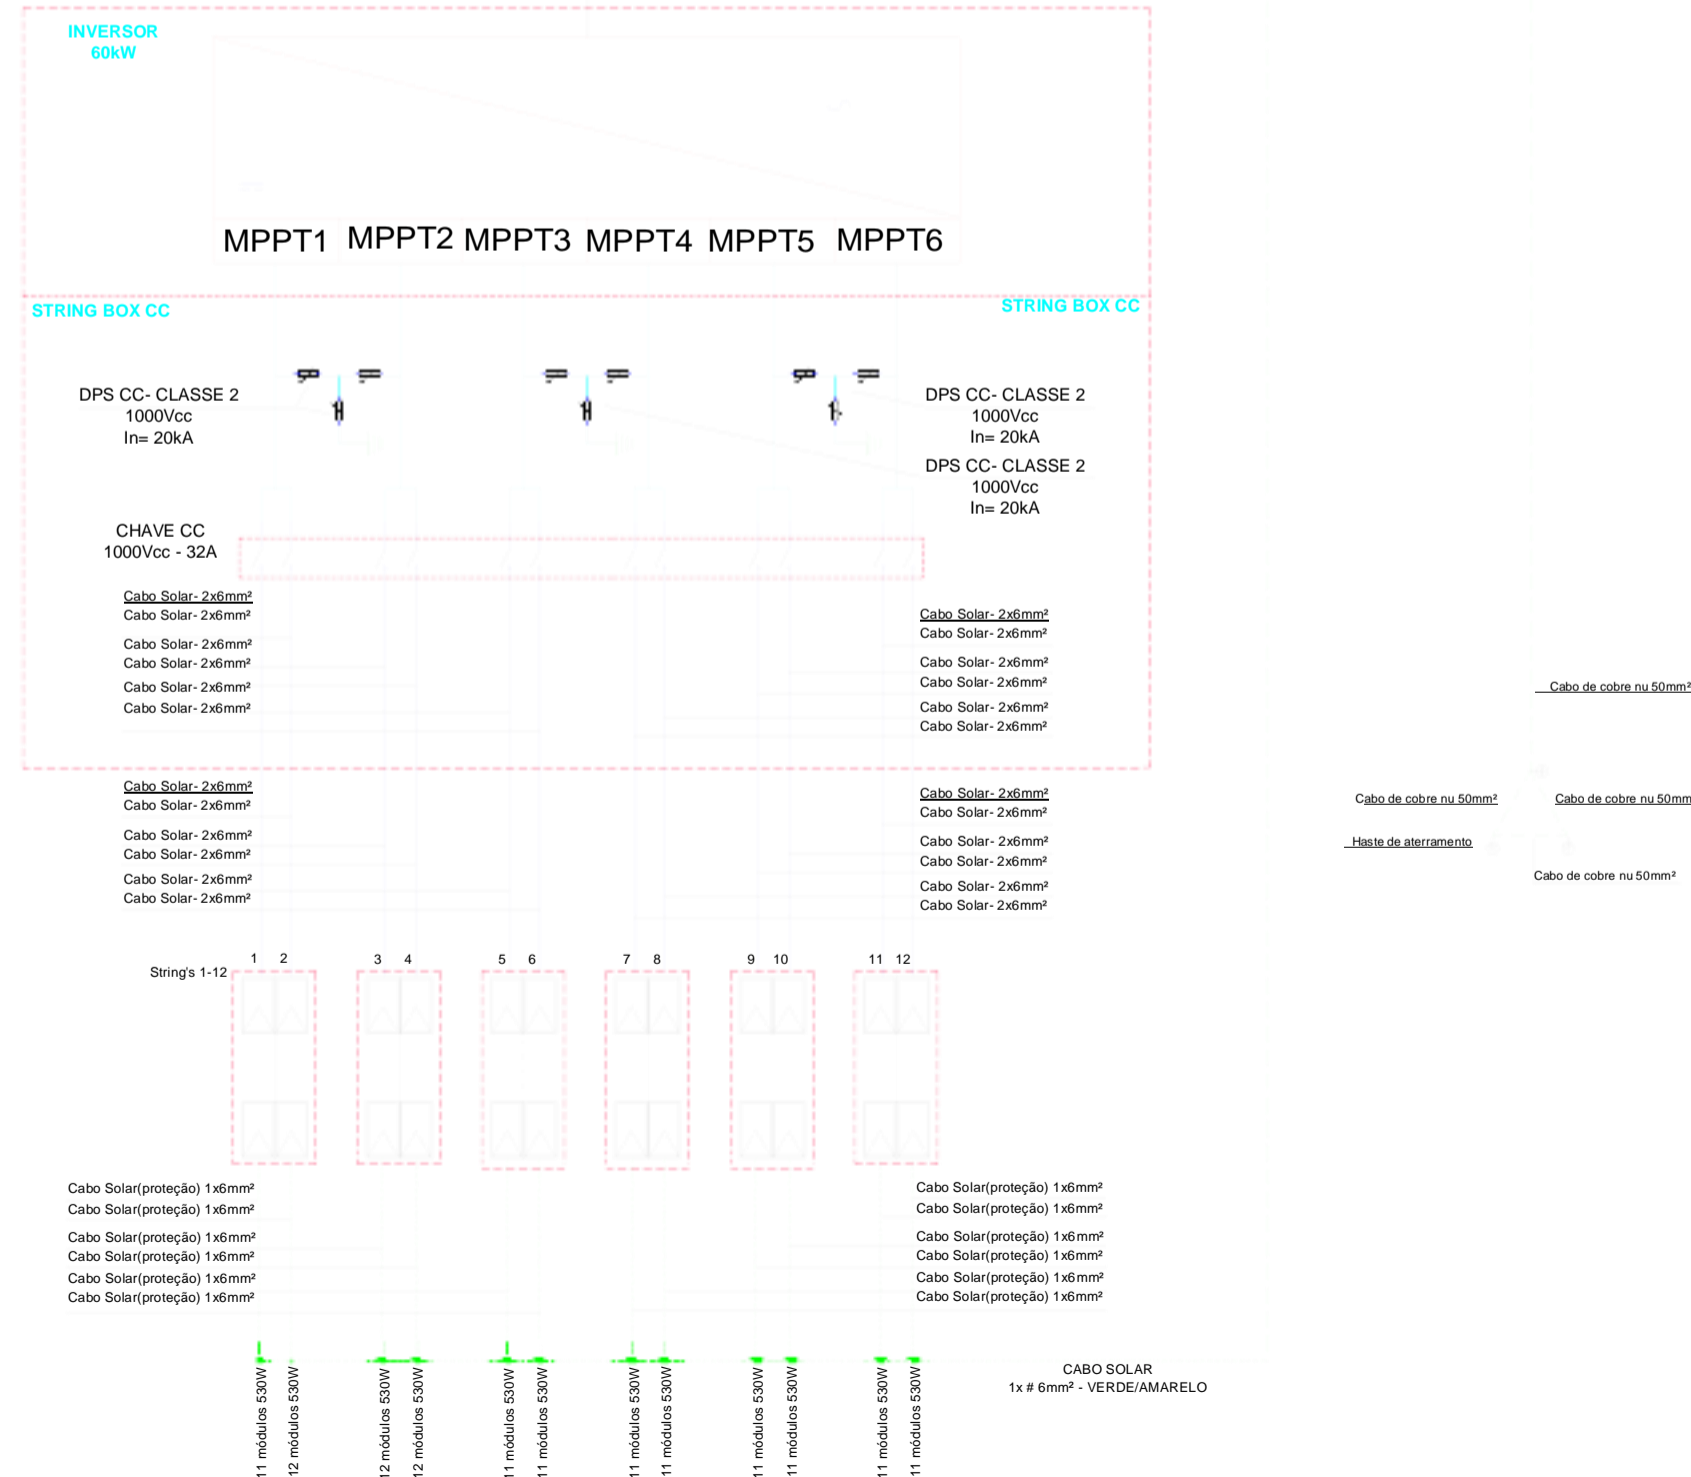 INVERSOR
60kW
MPPT1 MPPT2 MPPT3 MPPT4 MPPT5 MPPT6
STRING BOX CC
STRING BOX CC
DPS CC- CLASSE 2
1000Vcc
In= 20kA
DPS CC- CLASSE 2
1000Vcc
In= 20kA
DPS CC- CLASSE 2
1000Vcc
In= 20kA
CHAVE CC
1000Vcc - 32A
Cabo Solar- 2x6mm²
Cabo Solar- 2x6mm²
Cabo Solar- 2x6mm²
Cabo Solar- 2x6mm²
Cabo Solar- 2x6mm²
Cabo Solar- 2x6mm²
Cabo Solar- 2x6mm²
Cabo Solar- 2x6mm²
Cabo Solar- 2x6mm²
Cabo Solar- 2x6mm²
Cabo Solar- 2x6mm²
Cabo Solar- 2x6mm²
Cabo de cobre nu 50mm²
Cabo Solar- 2x6mm²
Cabo Solar- 2x6mm²
Cabo Solar- 2x6mm²
Cabo Solar- 2x6mm²
Cabo Solar- 2x6mm²
Cabo Solar- 2x6mm²
Cabo Solar- 2x6mm²
Cabo Solar- 2x6mm²
Cabo Solar- 2x6mm²
Cabo Solar- 2x6mm²
Cabo Solar- 2x6mm²
Cabo Solar- 2x6mm²
Cabo de cobre nu 50mm²
Cabo de cobre nu 50mm
Haste de aterramento
Cabo de cobre nu 50mm²
String's 1-12
1 2 3 4 5 6 7 8 9 10 11 12
Cabo Solar(proteção) 1x6mm²
Cabo Solar(proteção) 1x6mm²
Cabo Solar(proteção) 1x6mm²
Cabo Solar(proteção) 1x6mm²
Cabo Solar(proteção) 1x6mm²
Cabo Solar(proteção) 1x6mm²
Cabo Solar(proteção) 1x6mm²
Cabo Solar(proteção) 1x6mm²
Cabo Solar(proteção) 1x6mm²
Cabo Solar(proteção) 1x6mm²
Cabo Solar(proteção) 1x6mm²
Cabo Solar(proteção) 1x6mm²
11 módulos 530W
12 módulos 530W
12 módulos 530W
12 módulos 530W
11 módulos 530W
11 módulos 530W
11 módulos 530W
11 módulos 530W
11 módulos 530W
11 módulos 530W
11 módulos 530W
11 módulos 530W
CABO SOLAR
1x # 6mm² - VERDE/AMARELO